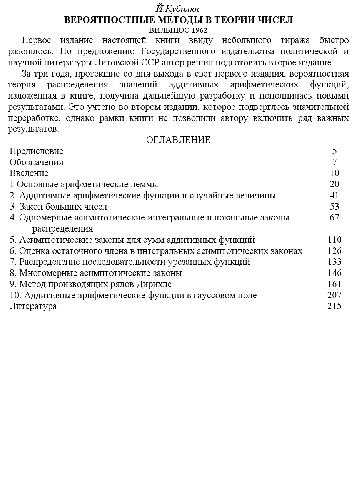 Й Кубилюс
ВЕРОЯТНОСТНЫЕ МЕТОДЫ В ТЕОРИИ ЧИСЕЛ
ВИЛЬНЮС 1962
Первое издание настоящей книги ввиду небольшого тиража быстро
разошлось. По предложению Государственного издательства политической и
научной литературы Литовской ССР автор решил подготовить второе издание.
За три года, протекшие со дня выхода в свет первого издания, вероятностная
теория распределения значений аддитивных арифметических функций,
изложенная в книге, получила дальнейшую разработку и пополнилась новыми
результатами. Это учтено во втором издании, которое подверглось значительной
переработке, однако рамки книги не позволили автору включить ряд важных
результатов.
ОГЛАВЛЕНИЕ
Предисловие 5
Обозначения 7
Введение 10
1 Основные арифметические леммы 20
2. Аддитивные арифметические функции и случайные величины 41
3. Закон больших чисел 53
4. Одномерные асимптотические интегральные и локальные законы 67
распределения
5. Асимптотические законы для сумм аддитивных функций 110
6. Оценка остаточного члена в интегральных асимптотических законах 126
7. Распределение последовательности урезанных функций 133
8. Многомерные асимптотические законы 146
9. Метод производящих рядов Дирихле 161
10. Аддитивные арифметические функции в гауссовом поле 207
Литература 215